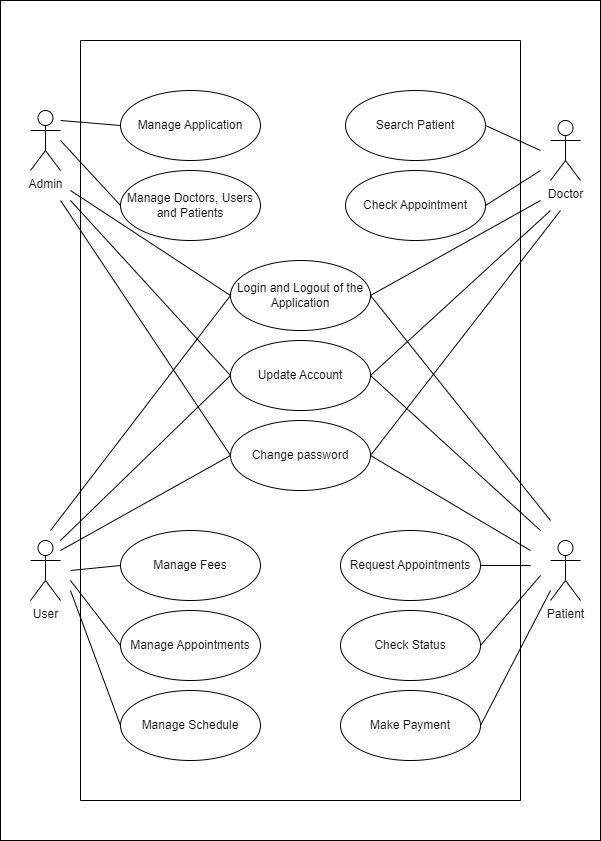 Manage Application
Search Patient
Admin
Doctor
Manage Doctors, Users
and Patients
Check Appointment
Login and Logout of the
Application
Update Account
Change password
User
Patient
Manage Fees
Request Appointments
Manage Appointments
Check Status
Manage Schedule
Make Payment